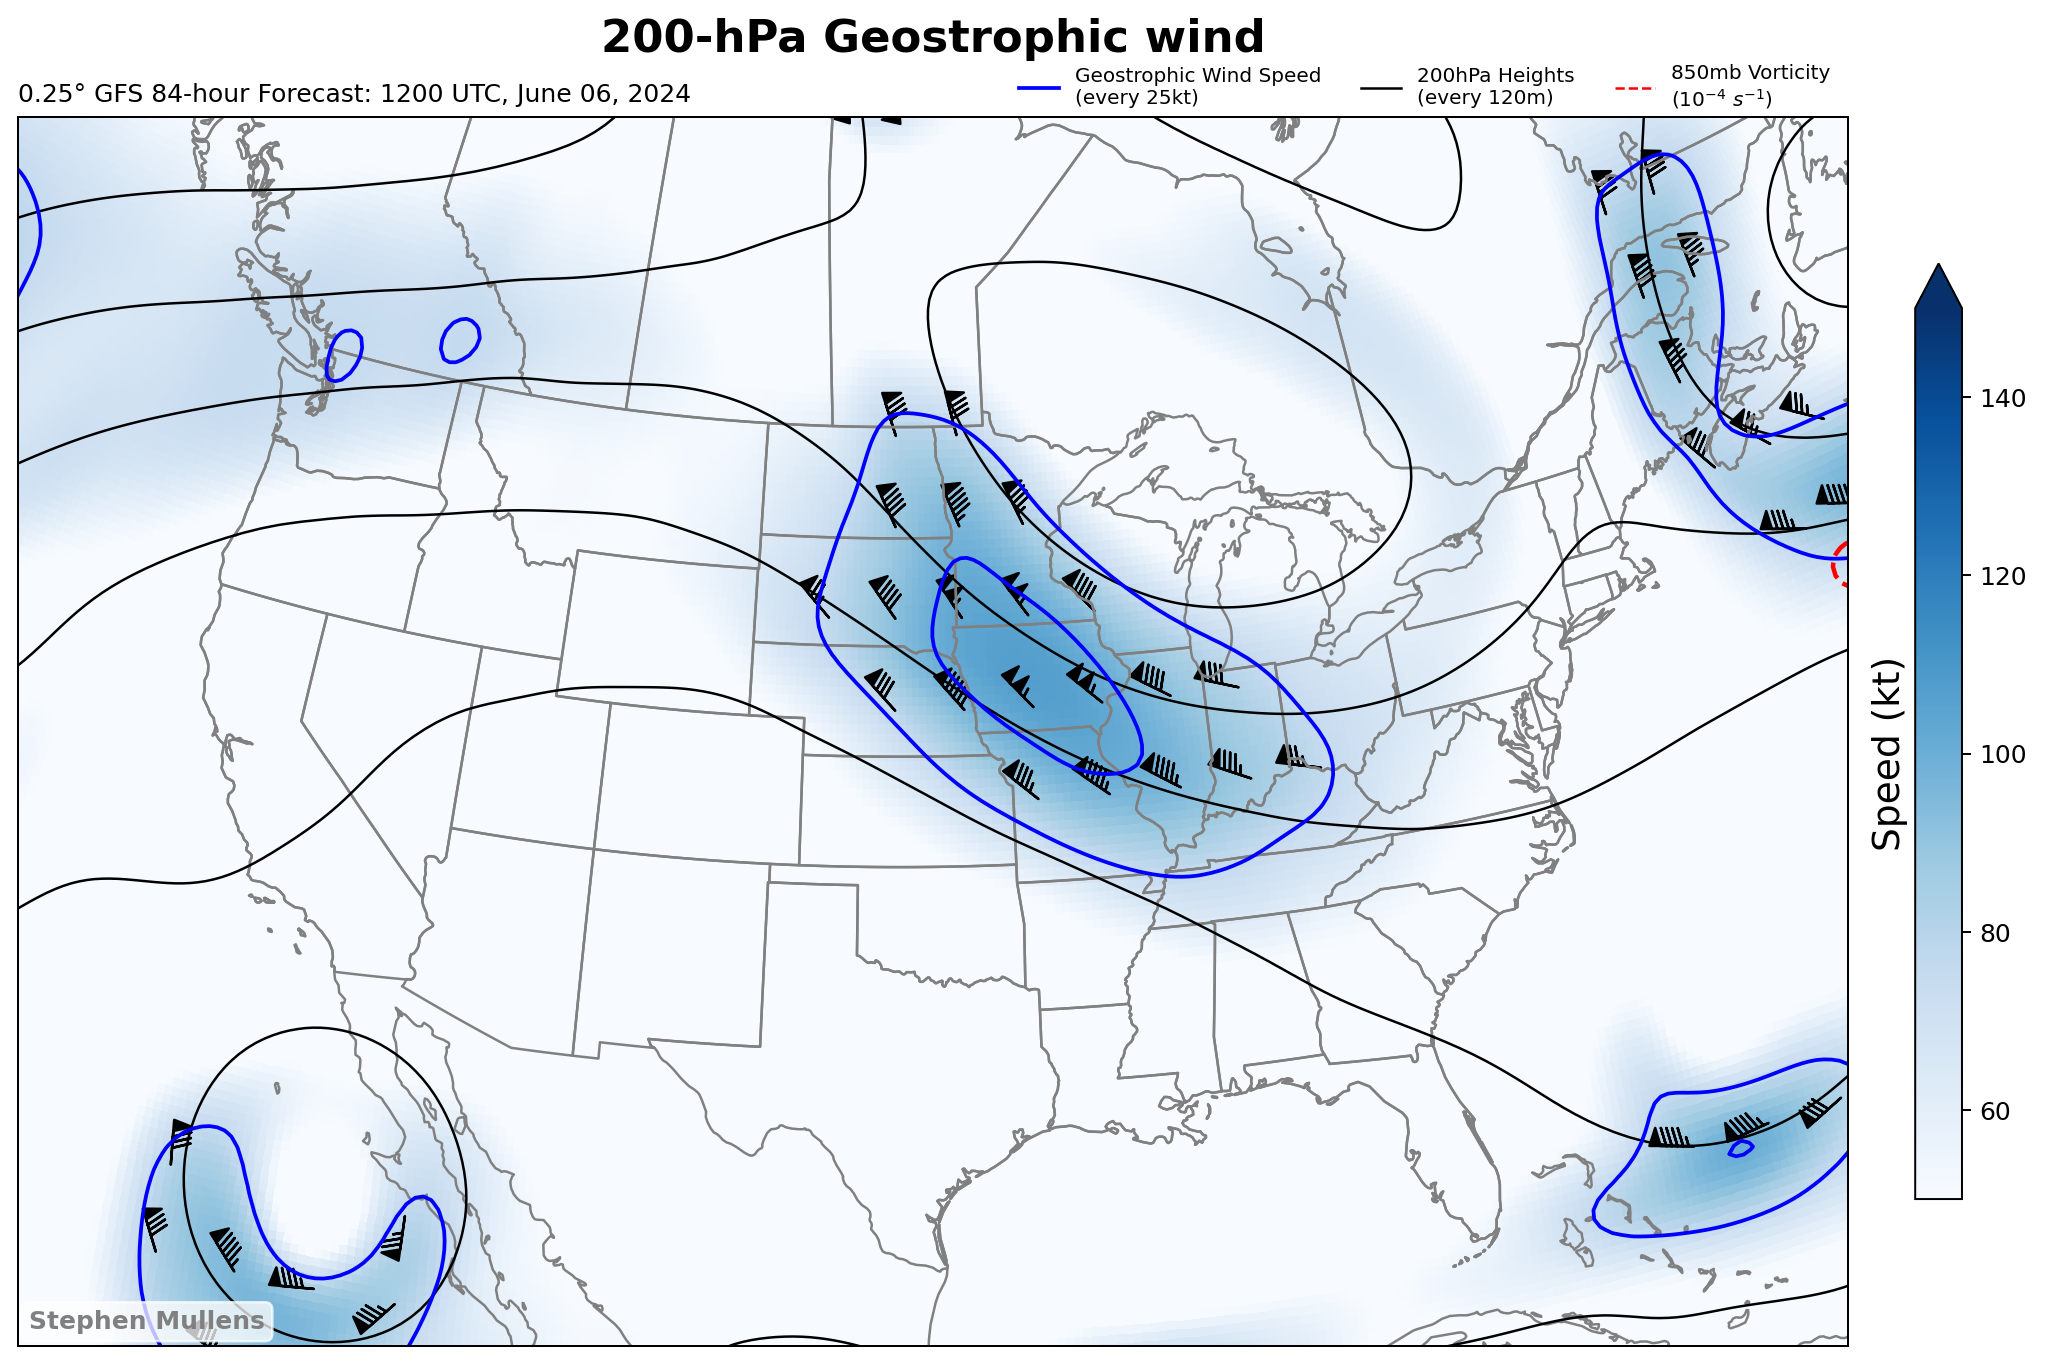 200-hPa Geostrophic wind
0.25° GFS 84-hour Forecast: 1200 UTC, June 06, 2024
Geostrophic Wind Speed
(every 25kt)
200hPa Heights
(every 120m)
850mb Vorticity
(10⁻⁴ s⁻¹)
140
120
100
80
60
Speed (kt)
Stephen Mullens